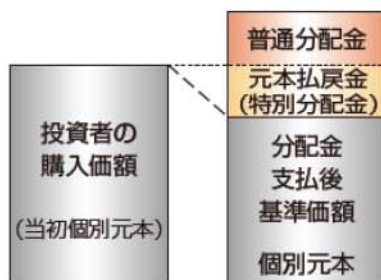 投資者の
購入価額
(当初個別元本)
普通分配金
元本払戻金
(特別分配金)
分配金
支払後
基準価額
個別元本